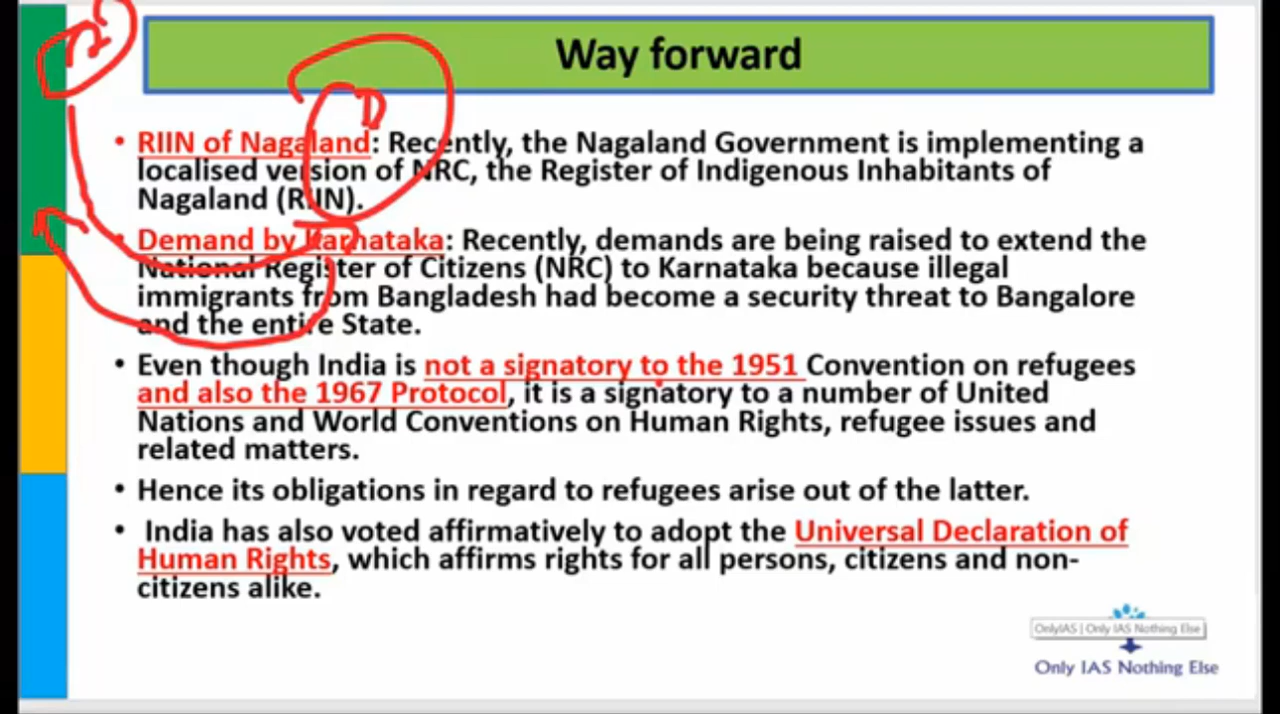 Way forward
• RIIN of Nagaland: Recently, the Nagaland Government is implementing a
localised version of NRC, the Register of Indigenous Inhabitants of
Nagaland (RIIN).
• Demand by Karnataka: Recently, demands are being raised to extend the
National Register of Citizens (NRC) to Karnataka because illegal
immigrants from Bangladesh had become a security threat to Bangalore
and the entire State.
• Even though India is not a signatory to the 1951 Convention on refugees
and also the 1967 Protocol, it is a signatory to a number of United
Nations and World Conventions on Human Rights, refugee issues and
related matters.
• Hence its obligations in regard to refugees arise out of the latter.
• India has also voted affirmatively to adopt the Universal Declaration of
Human Rights, which affirms rights for all persons, citizens and non-
citizens alike.
OnlyIAS | Only IAS Nothing Else |
Only IAS Nothing Else